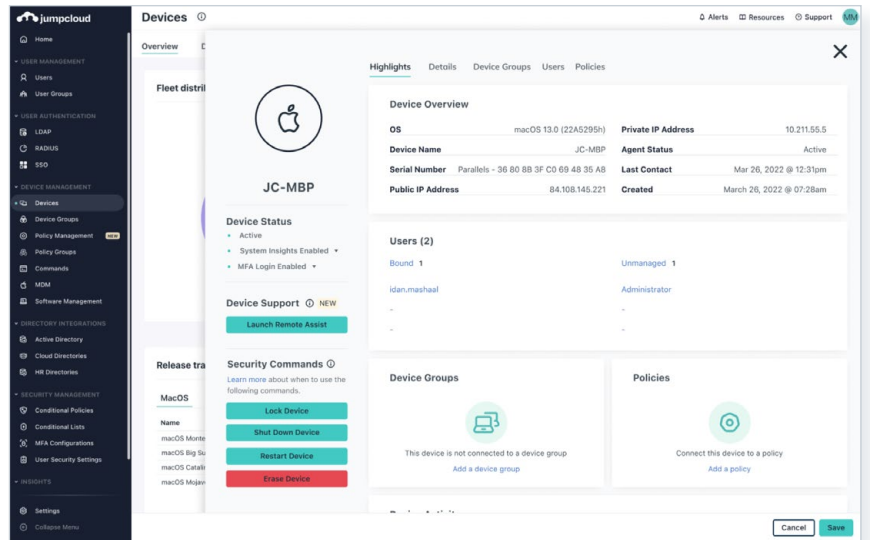 jumpcloud
Devices
Alerts
Resources
Support
MM
Home
USER MANAGEMENT
Users
User Groups
USER AUTHENTICATION
LDAP
RADIUS
SSO
DEVICE MANAGEMENT
Devices
Device Groups
Policy Management NEW
Policy Groups
Commands
MDM
Software Management
DIRECTORY INTEGRATIONS
Active Directory
Cloud Directories
HR Directories
SECURITY MANAGEMENT
Conditional Policies
Conditional Lists
MFA Configurations
User Security Settings
INSIGHTS
Settings
Collapse Menu
Overview D
Fleet distri
Release tra
MacOS
Name
macOS Monte
macOS Big Su
macOS Catali
macOS Mojav
JC-MBP
Device Status
Active
System Insights Enabled
MFA Login Enabled
Device Support NEW
Launch Remote Assist
Security Commands
Learn more about when to use the
following commands.
Lock Device
Shut Down Device
Restart Device
Erase Device
Highlights Details Device Groups Users Policies
Device Overview
OS macOS 13.0 (22A5295h) Private IP Address 10.211.55.5
Device Name JC-MBP Agent Status Active
Serial Number Parallels - 36 80 8B 3F C0 69 48 35 A8 Last Contact Mar 26, 2022 @ 12:31pm
Public IP Address 84.108.145.221 Created March 26, 2022 @ 07:28am
Users (2)
Bound 1 Unmanaged 1
idan.mashaal Administrator
- -
- -
Device Groups
This device is not connected to a device group
Add a device group
Policies
Connect this device to a policy
Add a policy
Cancel Save